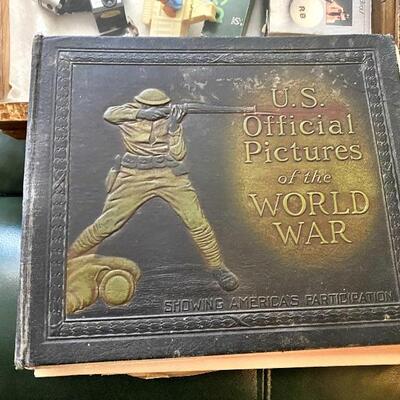 U.S.
Official
Pictures
of the
WORLD
WAR
SHOWING AMERICA'S PARTICIPATION